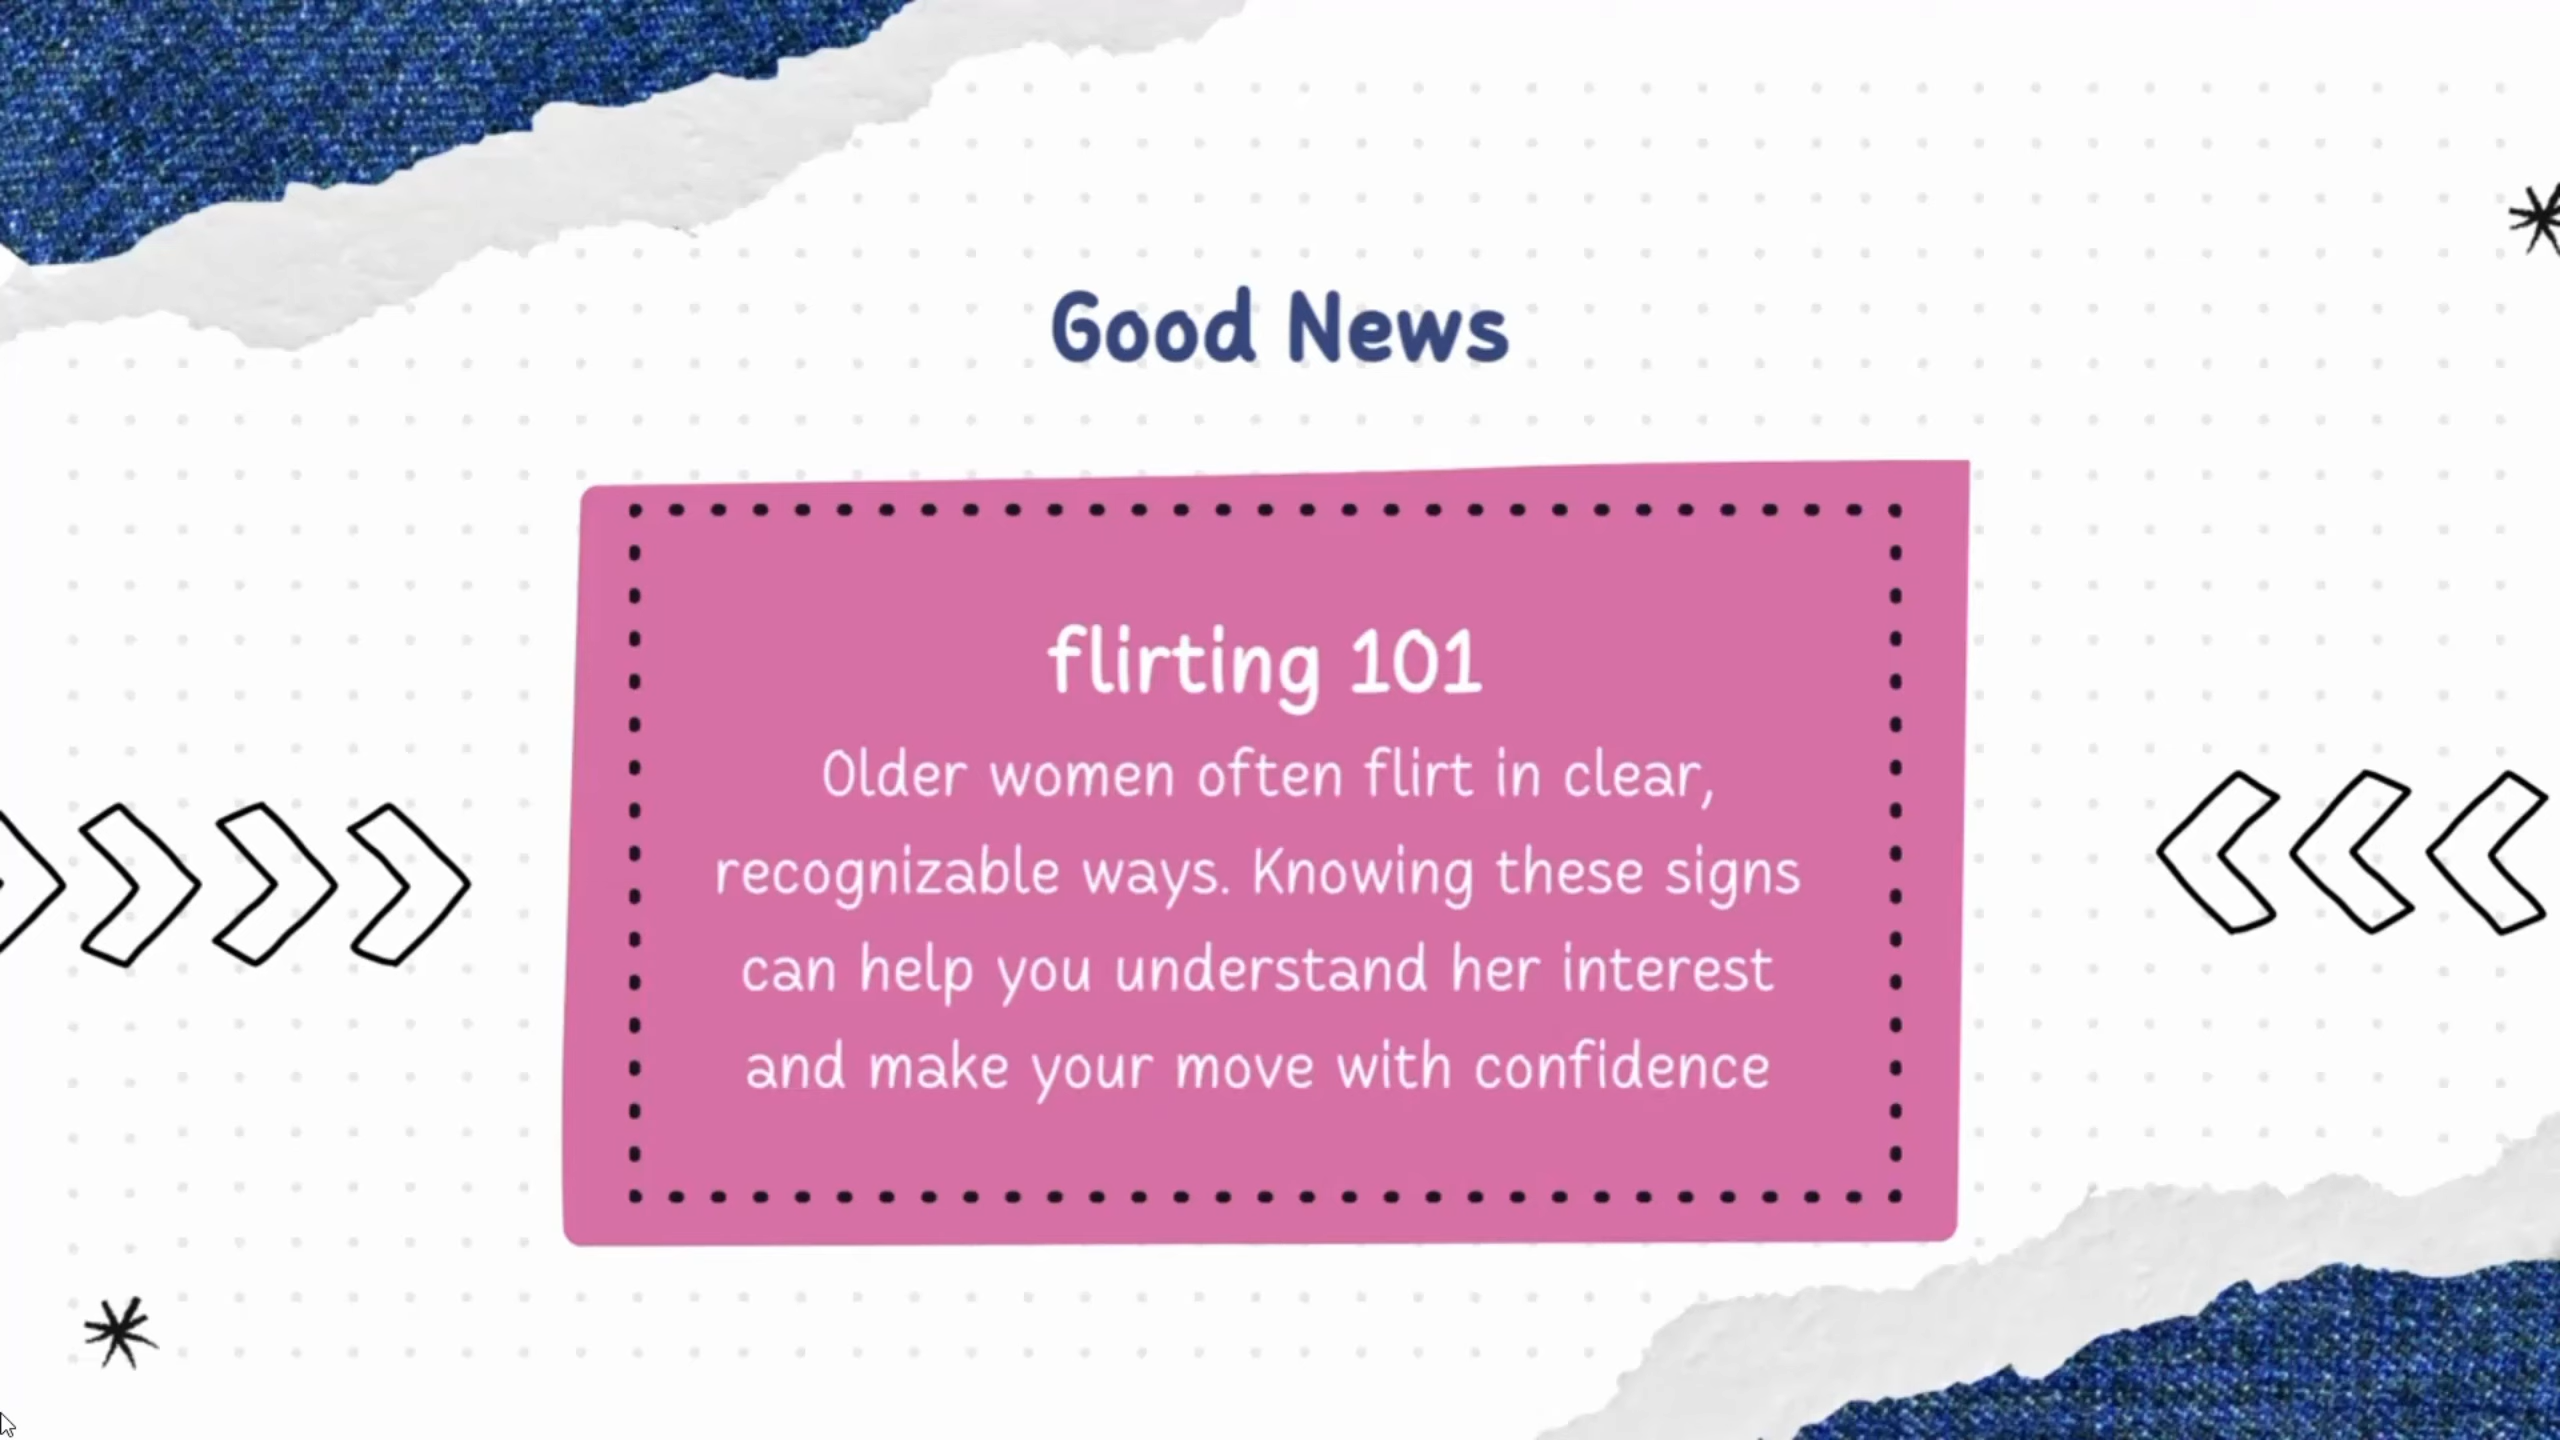 Good News
flirting 101
Older women often flirt in clear,
recognizable ways. Knowing these signs
can help you understand her interest
and make your move with confidence